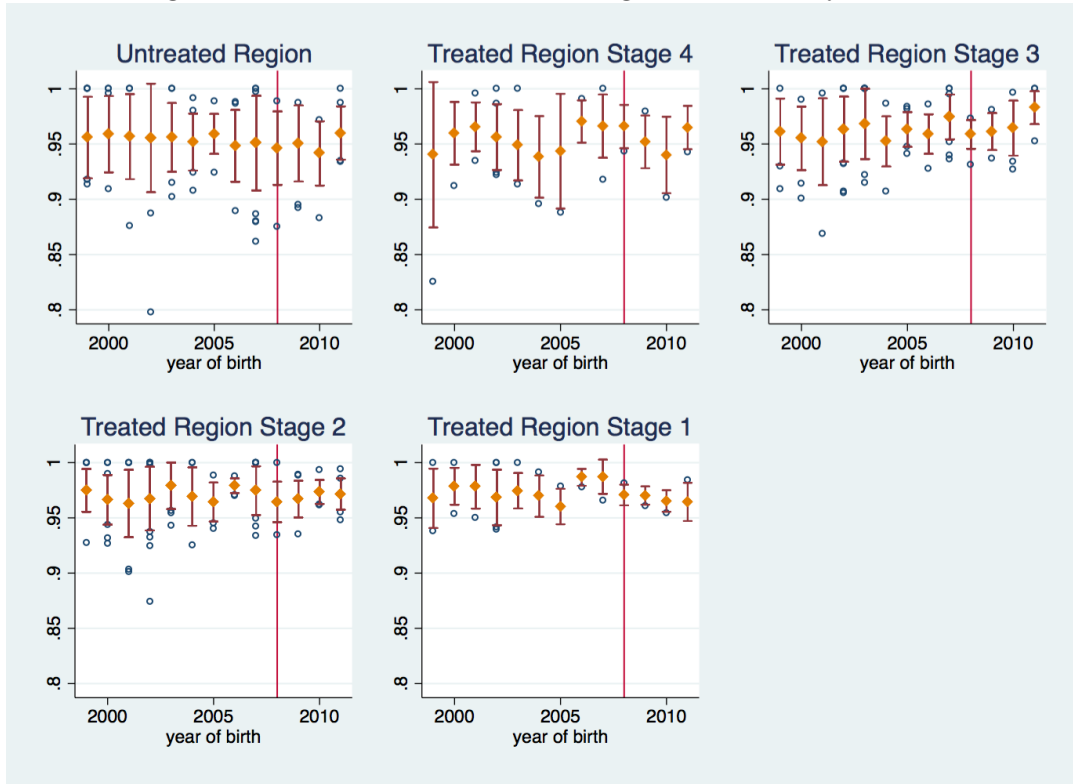 Untreated Region
1
.95
.9
.85
.8
2000 2005 2010
year of birth
Treated Region Stage 4
1
.95
.9
.85
.8
2000 2005 2010
year of birth
Treated Region Stage 3
1
.95
.9
.85
.8
2000 2005 2010
year of birth
Treated Region Stage 2
1
.95
.9
.85
.8
2000 2005 2010
year of birth
Treated Region Stage 1
1
.95
.9
.85
.8
2000 2005 2010
year of birth